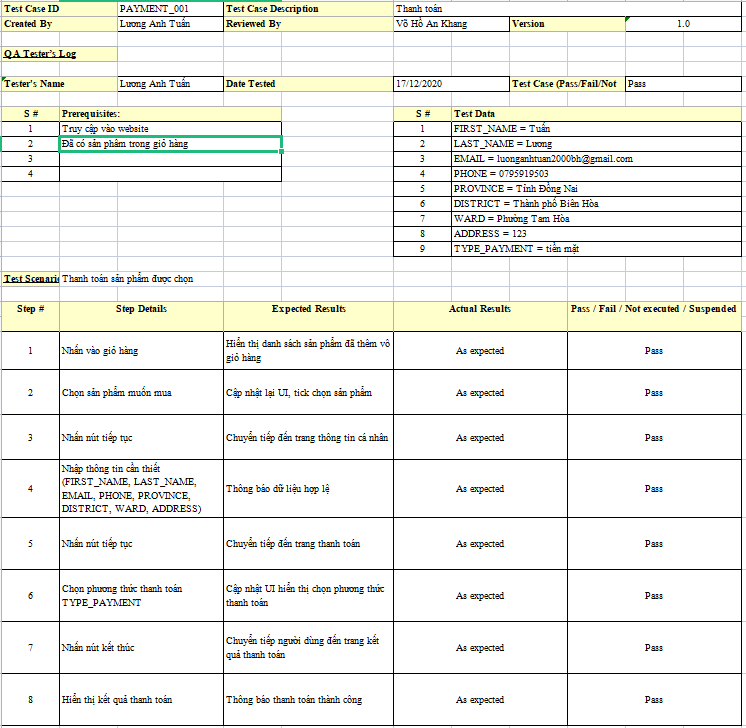 Test Case ID PAYMENT_001 Test Case Description Thanh toán
Created By Lương Anh Tuấn Reviewed By Võ Hồ An Khang Version 1.0
QA Tester's Log
Tester's Name Lương Anh Tuấn Date Tested 17/12/2020 Test Case (Pass/Fail/Not Pass
S # Prerequisites: S # Test Data
1 Truy cập vào website 1 FIRST_NAME = Tuấn
2 Đã có sản phẩm trong giỏ hàng 2 LAST_NAME = Lương
3 3 EMAIL = luonganhtuan2000bh@gmail.com
4 4 PHONE = 0795919503
5 PROVINCE = Tỉnh Đồng Nai
6 DISTRICT = Thành phố Biên Hòa
7 WARD = Phường Tam Hòa
8 ADDRESS = 123
9 TYPE_PAYMENT = tiền mặt
Test Scenari Thanh toán sản phẩm được chọn
Step # Step Details Expected Results Actual Results Pass / Fail / Not executed / Suspended
1 Nhấn vào giỏ hàng Hiển thị danh sách sản phẩm đã thêm vô
giỏ hàng As expected Pass
2 Chọn sản phẩm muốn mua Cập nhật lại UI, tick chọn sản phẩm As expected Pass
3 Nhấn nút tiếp tục Chuyển tiếp đến trang thông tin cá nhân As expected Pass
4 Nhập thông tin cần thiết
(FIRST_NAME, LAST_NAME,
EMAIL, PHONE, PROVINCE,
DISTRICT, WARD, ADDRESS) Thông báo dữ liệu hợp lệ As expected Pass
5 Nhấn nút tiếp tục Chuyển tiếp đến trang thanh toán As expected Pass
6 Chọn phương thức thanh toán
TYPE_PAYMENT Cập nhật UI hiển thị chọn phương thức
thanh toán As expected Pass
7 Nhấn nút kết thúc Chuyển tiếp người dùng đến trang kết
quả thanh toán As expected Pass
8 Hiển thị kết quả thanh toán Thông báo thanh toán thành công As expected Pass